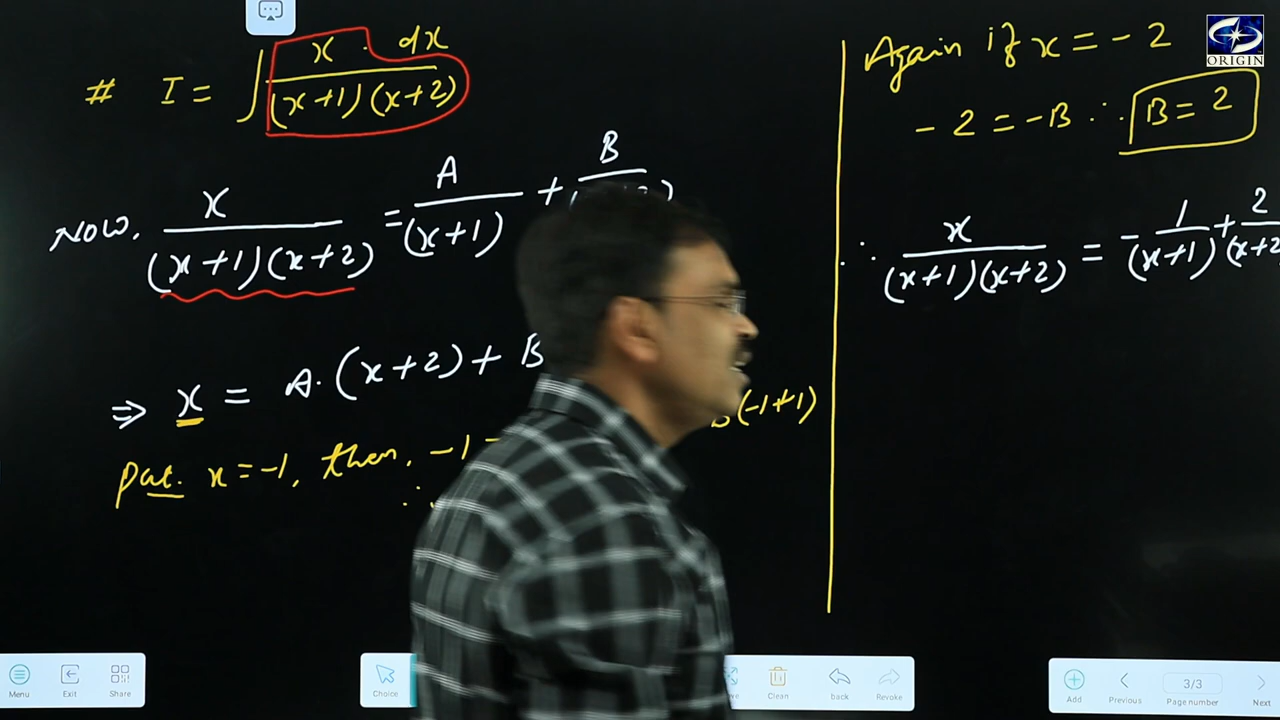 # I = ∫ x · dx / (x+1)(x+2)
Now, x / (x+1)(x+2) = A / (x+1) + B
⇒ x = A. (x+2) + B
put. x = -1, then, -1
(-1+1)
∴
Again if x = -2
-2 = -B ∴ B = 2
∴ x / (x+1)(x+2) = - 1 / (x+1) + 2 / (x+2
ORIGIN
Menu
Exit
Share
Choice
Clean
back
Revoke
Add
Previous
3/3
Page number
Next